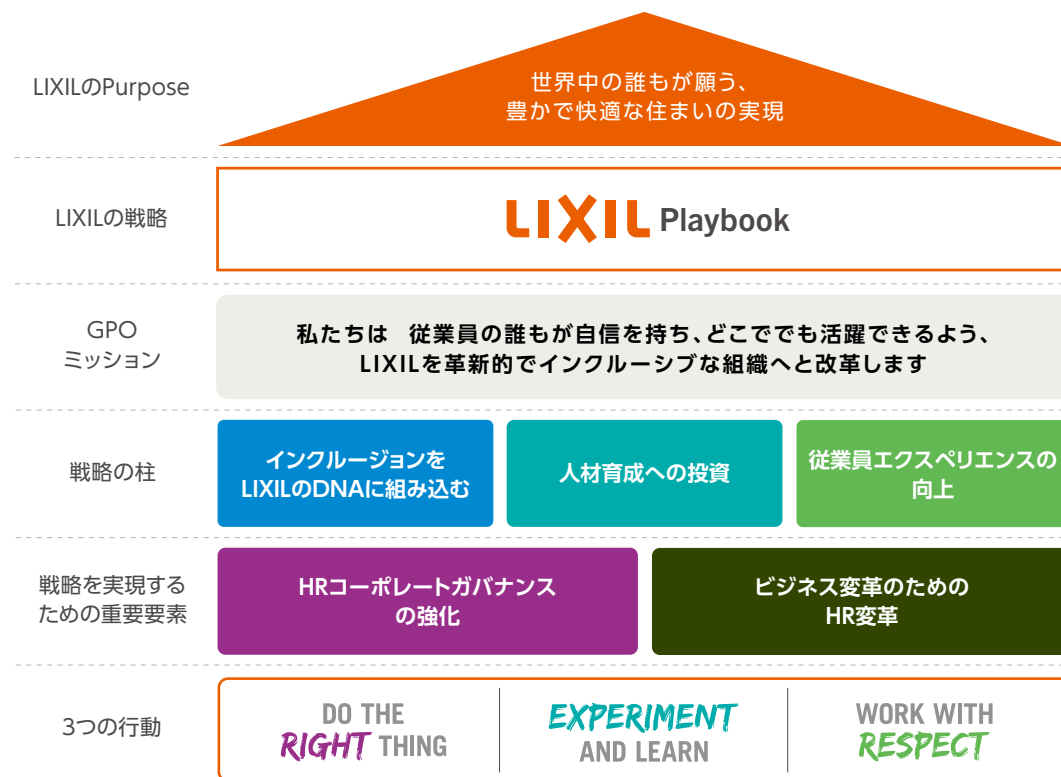 LIXILのPurpose
世界中の誰もが願う、
豊かで快適な住まいの実現
LIXILの戦略
LIXIL Playbook
GPO
ミッション
私たちは　従業員の誰もが自信を持ち、どこででも活躍できるよう、
LIXILを革新的でインクルーシブな組織へと改革します
戦略の柱
インクルージョンを
LIXILのDNAに組み込む
人材育成への投資
従業員エクスペリエンスの
向上
戦略を実現する
ための重要要素
HRコーポレートガバナンス
の強化
ビジネス変革のための
HR変革
3つの行動
DO THE
RIGHT THING
EXPERIMENT
AND LEARN
WORK WITH
RESPECT